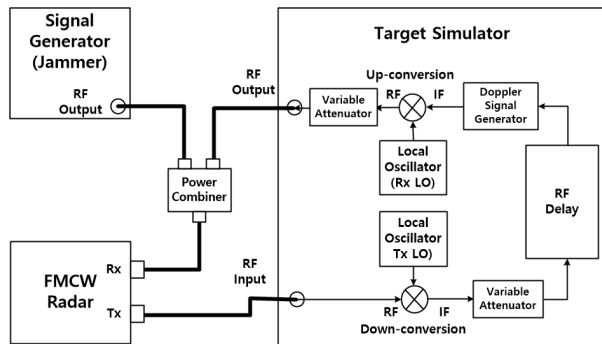 Signal
Generator
(Jammer)
RF
Output
Target Simulator
RF
Output
Variable
Attenuator
Up-conversion
RF
IF
Doppler
Signal
Generator
Local
Oscillator
(Rx LO)
Power
Combiner
RF
Delay
Local
Oscillator
Tx LO)
FMCW
Radar
Rx
Tx
RF
Input
RF
IF
Down-conversion
Variable
Attenuator